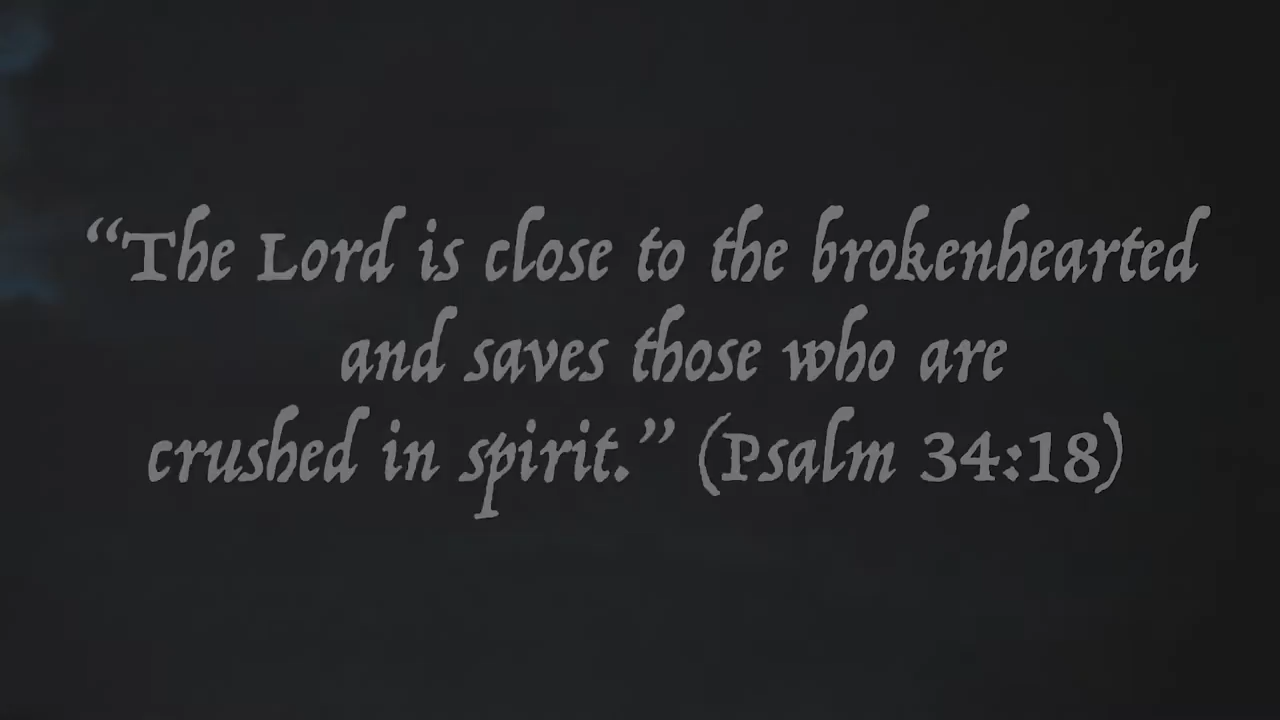 “The Lord is close to the brokenhearted
and saves those who are
crushed in spirit.” (Psalm 34:18)